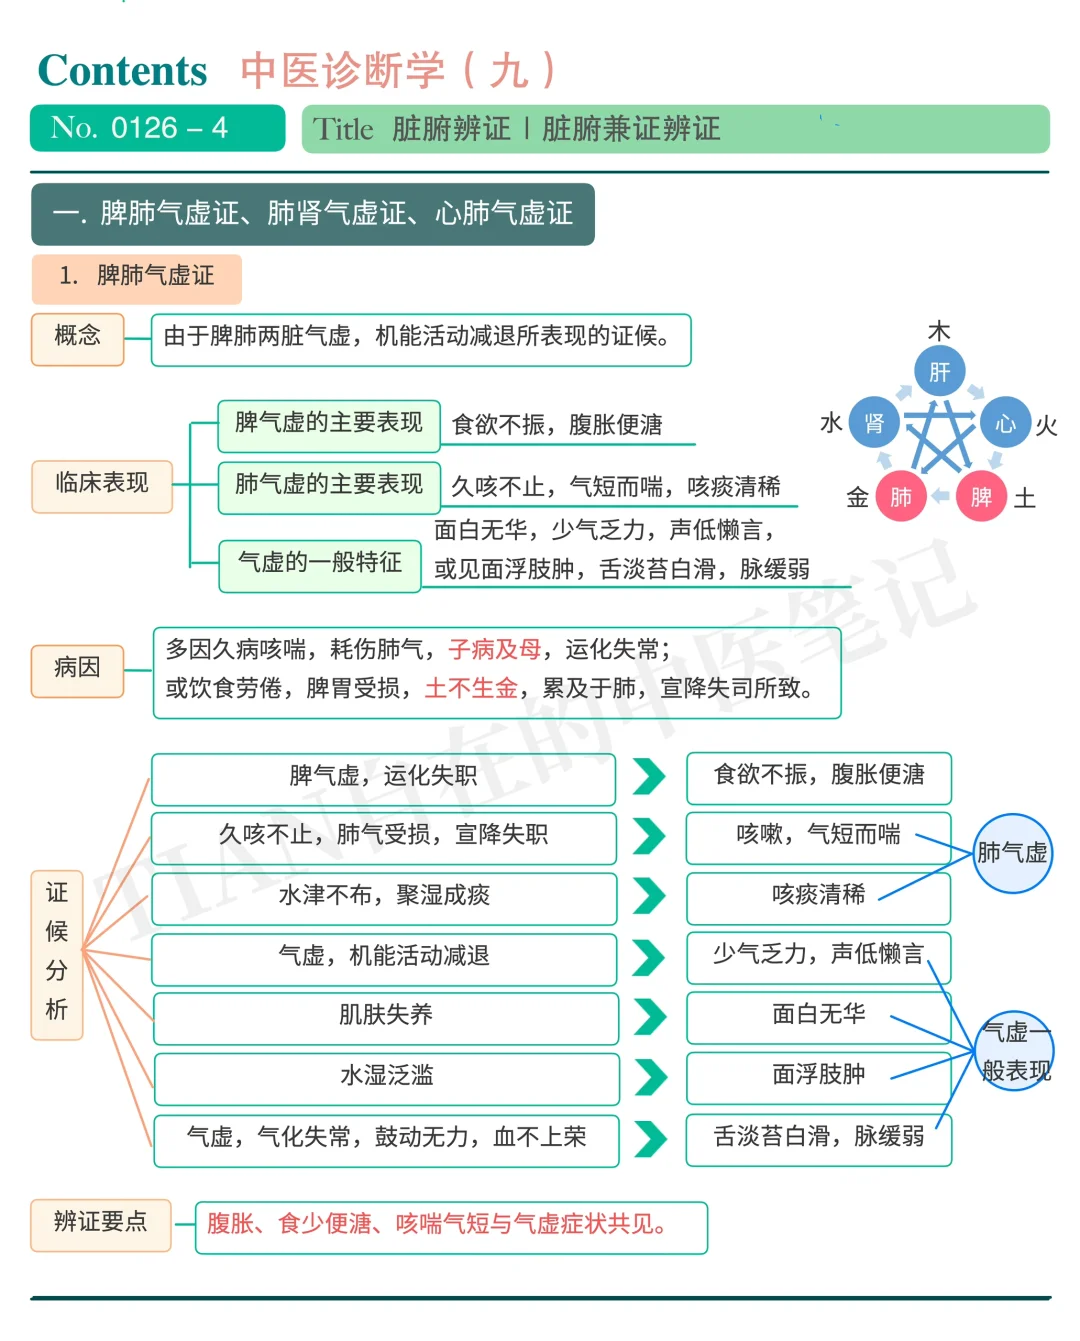 Contents 中医诊断学（九）
No. 0126 – 4
Title 脏腑辨证 | 脏腑兼证辨证
一. 脾肺气虚证、肺肾气虚证、心肺气虚证
1. 脾肺气虚证
概念
由于脾肺两脏气虚，机能活动减退所表现的证候。
木
肝
水
肾
心
火
金
肺
脾
土
临床表现
脾气虚的主要表现
食欲不振，腹胀便溏
肺气虚的主要表现
久咳不止，气短而喘，咳痰清稀
气虚的一般特征
面白无华，少气乏力，声低懒言，
或见面浮肢肿，舌淡苔白滑，脉缓弱
病因
多因久病咳喘，耗伤肺气，子病及母，运化失常；
或饮食劳倦，脾胃受损，土不生金，累及于肺，宣降失司所致。
证候分析
脾气虚，运化失职
食欲不振，腹胀便溏
久咳不止，肺气受损，宣降失职
咳嗽，气短而喘
水津不布，聚湿成痰
咳痰清稀
肺气虚
气虚，机能活动减退
少气乏力，声低懒言
肌肤失养
面白无华
水湿泛滥
面浮肢肿
气虚，气化失常，鼓动无力，血不上荣
舌淡苔白滑，脉缓弱
气虚一
般表现
辨证要点
腹胀、食少便溏、咳喘气短与气虚症状共见。
TIAN自在的中医笔记